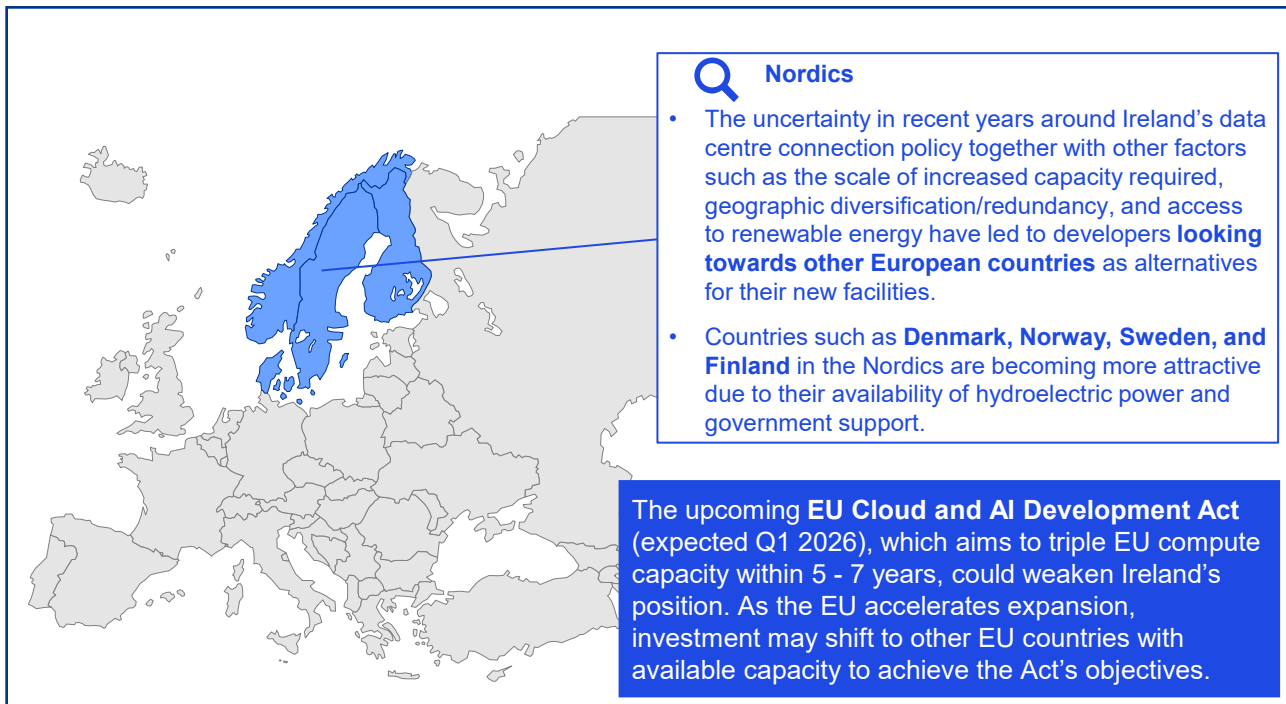 Nordics
• The uncertainty in recent years around Ireland's data
centre connection policy together with other factors
such as the scale of increased capacity required,
geographic diversification/redundancy, and access
to renewable energy have led to developers looking
towards other European countries as alternatives
for their new facilities.
• Countries such as Denmark, Norway, Sweden, and
Finland in the Nordics are becoming more attractive
due to their availability of hydroelectric power and
government support.
The upcoming EU Cloud and AI Development Act
(expected Q1 2026), which aims to triple EU compute
capacity within 5 - 7 years, could weaken Ireland's
position. As the EU accelerates expansion,
investment may shift to other EU countries with
available capacity to achieve the Act's objectives.